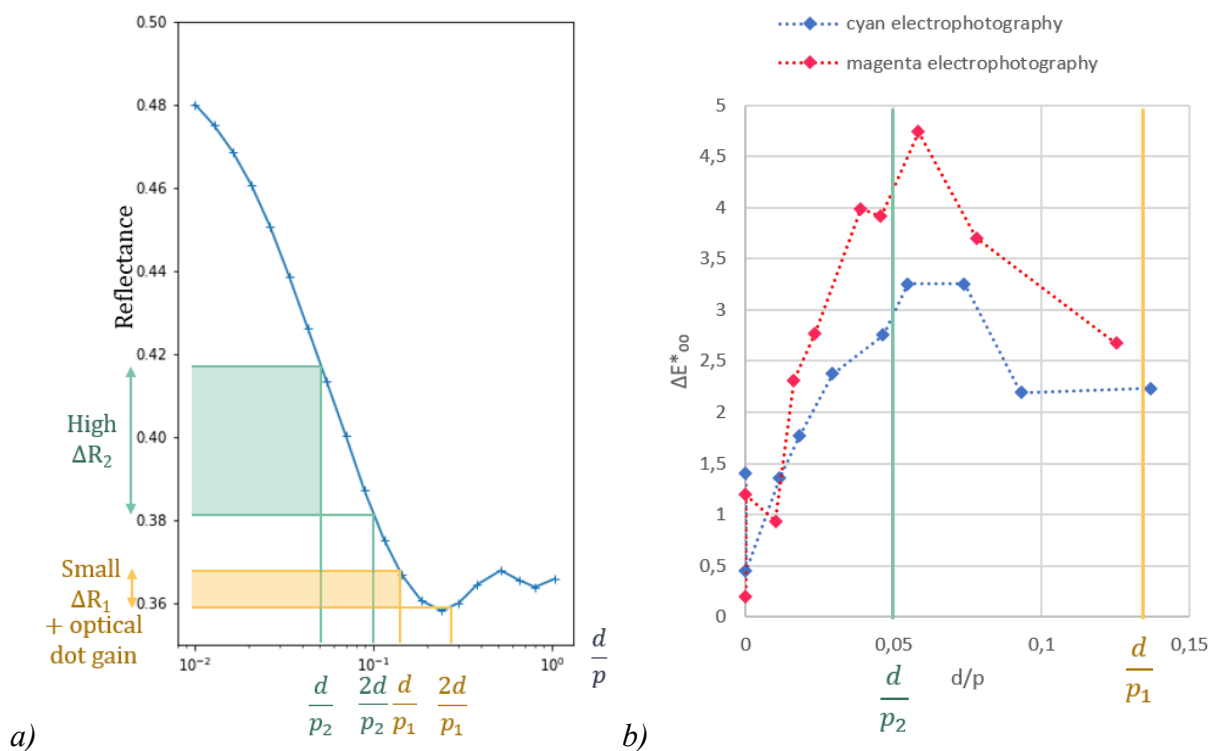 0.50
0.48
0.46
0.44
0.42
0.40
0.38
0.36
Reflectance
High
ΔR₂
Small
ΔR₁
+ optical
dot gain
10⁻²
10⁻¹
10⁰
d/p
d/p₂
2d/p₂
d/p₁
2d/p₁
a)
cyan electrophotography
magenta electrophotography
5
4,5
4
3,5
3
2,5
2
1,5
1
0,5
0
ΔE*₀₀
0
0,05
0,1
0,15
d/p₂
d/p
d/p₁
b)